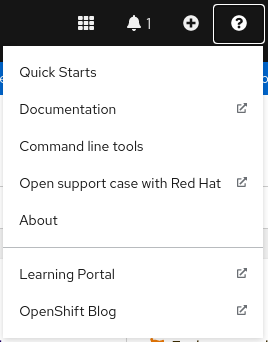 1
Quick Starts
Documentation
Command line tools
Open support case with Red Hat
About
Learning Portal
OpenShift Blog